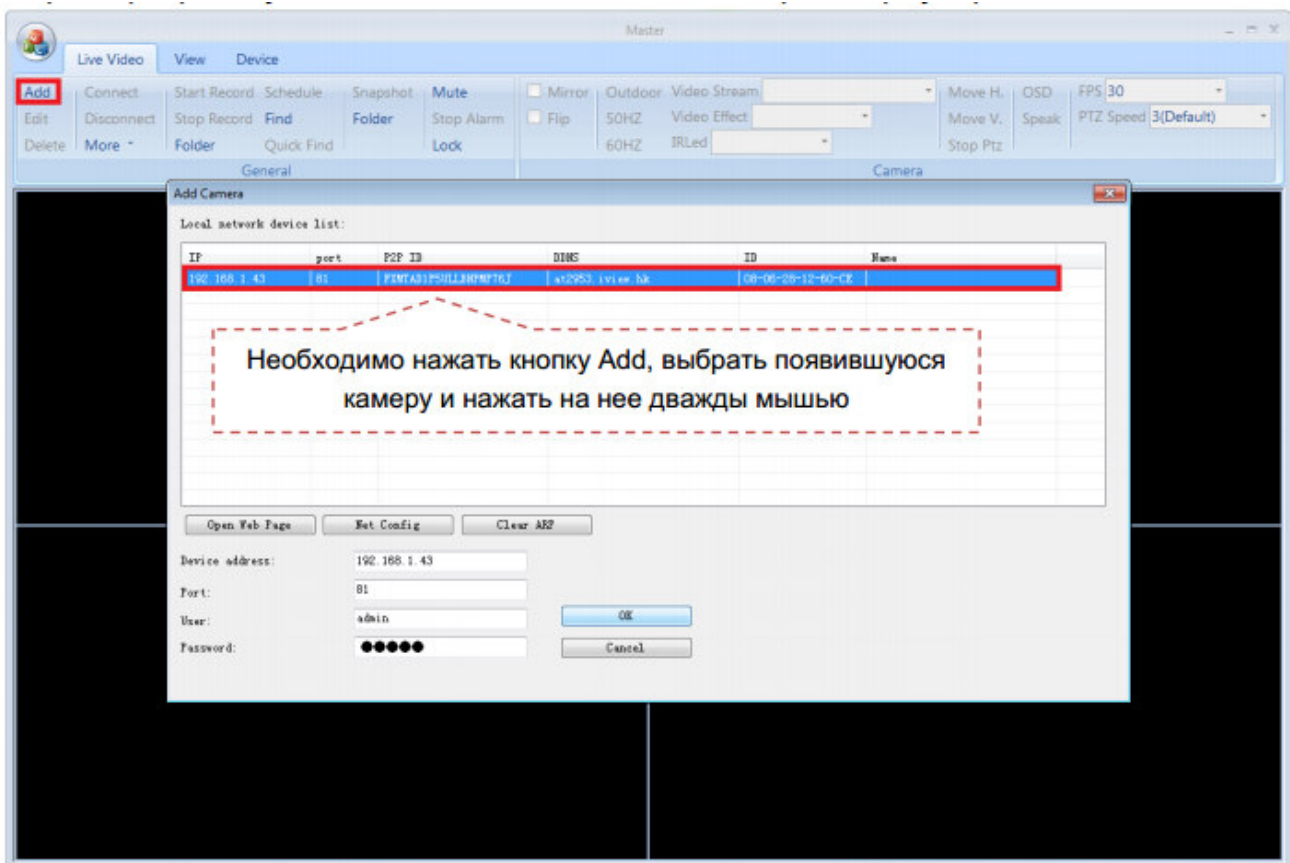 Master
Live Video View Device
Add Connect Start Record Schedule Snapshot Mute Mirror Outdoor Video Stream Move H. OSD FPS 30
Edit Disconnect Stop Record Find Folder Stop Alarm Flip 50HZ Video Effect Move V. Speak PTZ Speed 3(Default)
Delete More Folder Quick Find Lock 60HZ IRLed Stop Ptz
General Camera
Add Camera
Local network device list:
IP port P2P ID DDNS ID Name
192.168.1.43 81 at2953.iview.hk 08-06-28-12-60-CE
Необходимо нажать кнопку Add, выбрать появившуюся
камеру и нажать на нее дважды мышью
Open Web Page Net Config Clear ARP
Device address: 192.168.1.43
Port: 81
User: admin
OK
Password: ●●●●●
Cancel